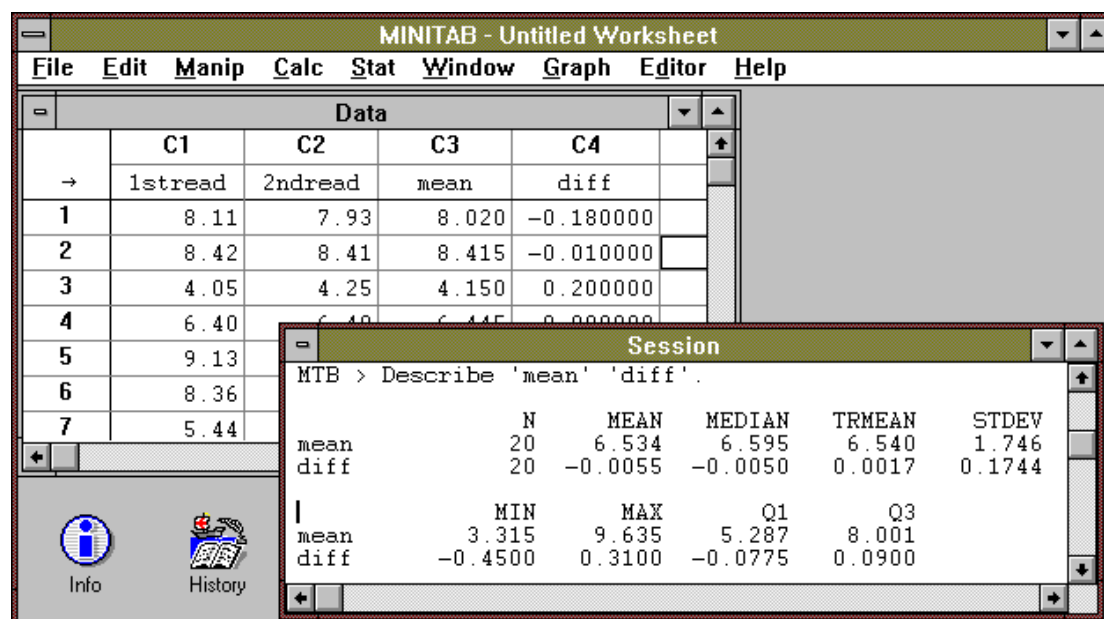 MINITAB - Untitled Worksheet
File Edit Manip Calc Stat Window Graph Editor Help
Data
C1 C2 C3 C4
→ 1stread 2ndread mean diff
1 8.11 7.93 8.020 -0.180000
2 8.42 8.41 8.415 -0.010000
3 4.05 4.25 4.150 0.200000
4 6.40
5 9.13
6 8.36
7 5.44
Session
MTB > Describe 'mean' 'diff'.
N MEAN MEDIAN TRMEAN STDEV
mean 20 6.534 6.595 6.540 1.746
diff 20 -0.0055 -0.0050 0.0017 0.1744
MIN MAX Q1 Q3
mean 3.315 9.635 5.287 8.001
diff -0.4500 0.3100 -0.0775 0.0900
Info History